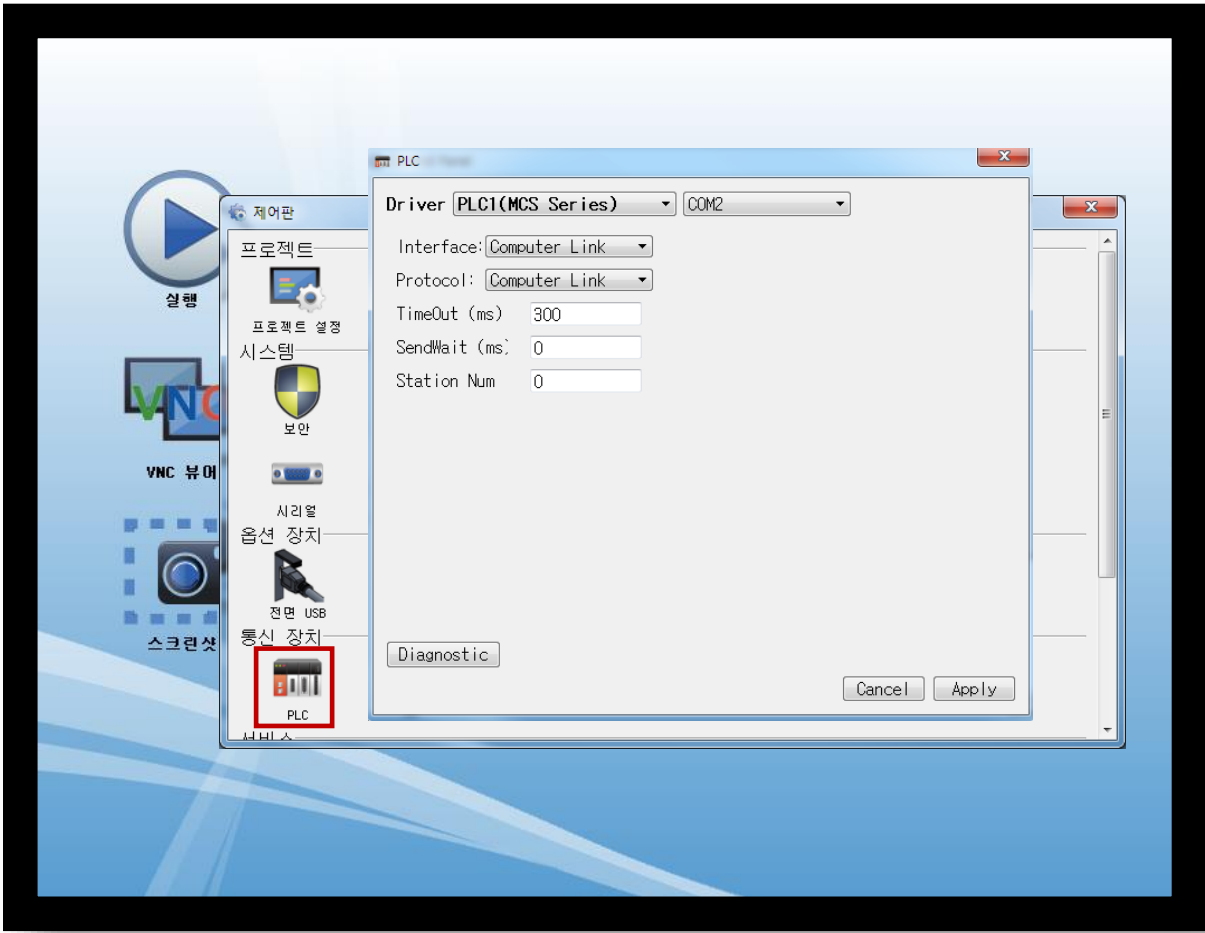 실행
VNC 뷰어
스크린샷
제어판
프로젝트
프로젝트 설정
시스템
보안
시리얼
옵션 장치
전면 USB
통신 장치
PLC
서비스
PLC
Driver PLC1(MCS Series) COM2
Interface: Computer Link
Protocol: Computer Link
TimeOut (ms) 300
SendWait (ms) 0
Station Num 0
Diagnostic
Cancel Apply